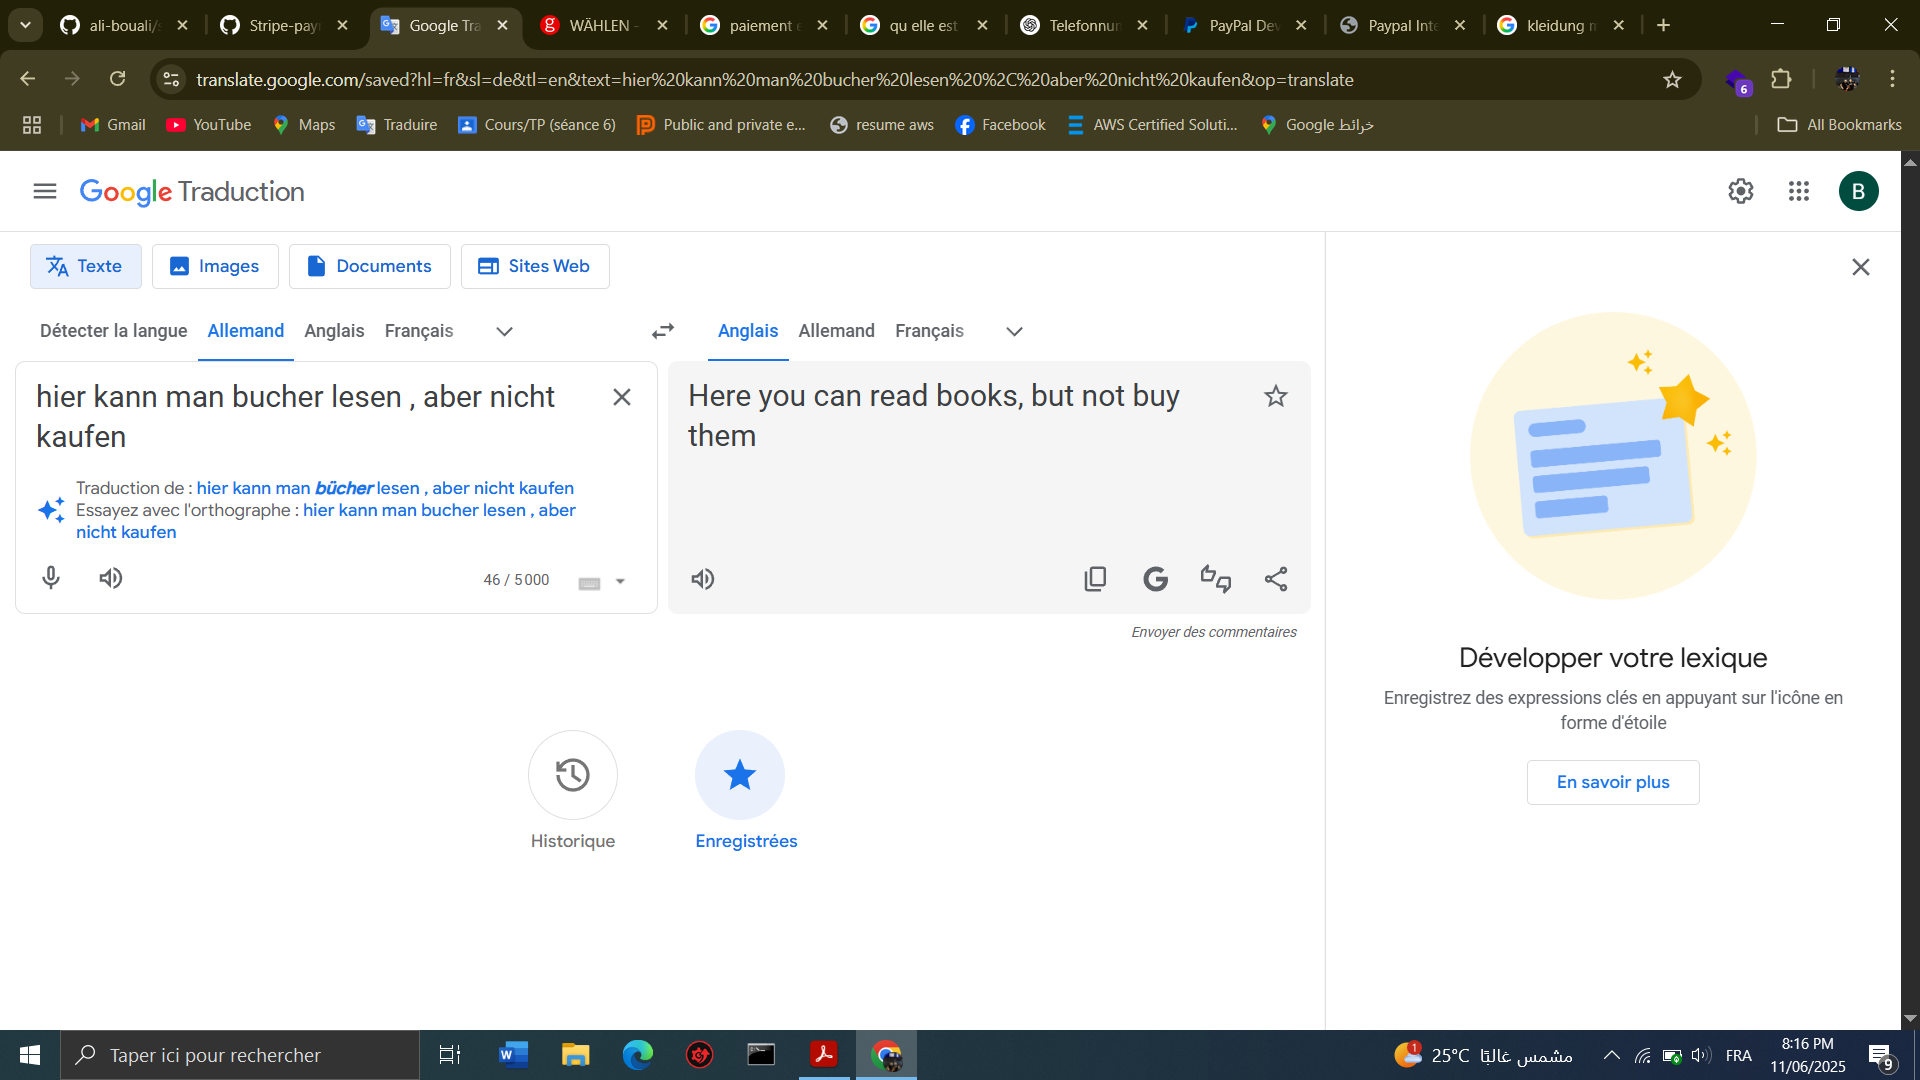 ali-bouali/s
Stripe-pay
Google Tra
WÄHLEN -
paiement e
qu elle est
Telefonnun
PayPal Dev
Paypal Inte
kleidung m
translate.google.com/saved?hl=fr&sl=de&tl=en&text=hier%20kann%20man%20bucher%20lesen%20%2C%20aber%20nicht%20kaufen&op=translate
6
Gmail
YouTube
Maps
Traduire
Cours/TP (séance 6)
Public and private e...
resume aws
Facebook
AWS Certified Soluti...
خرائط Google
All Bookmarks
Google Traduction
B
Texte
Images
Documents
Sites Web
Détecter la langue
Allemand
Anglais
Français
Anglais
Allemand
Français
hier kann man bucher lesen , aber nicht
kaufen
Here you can read books, but not buy
them
Traduction de : hier kann man bücher lesen , aber nicht kaufen
Essayez avec l'orthographe : hier kann man bucher lesen , aber
nicht kaufen
46 / 5 000
Envoyer des commentaires
Développer votre lexique
Enregistrez des expressions clés en appuyant sur l'icône en
forme d'étoile
En savoir plus
Historique
Enregistrées
Taper ici pour rechercher
1
25°C مشمس غالبًا
FRA
8:16 PM
11/06/2025
9